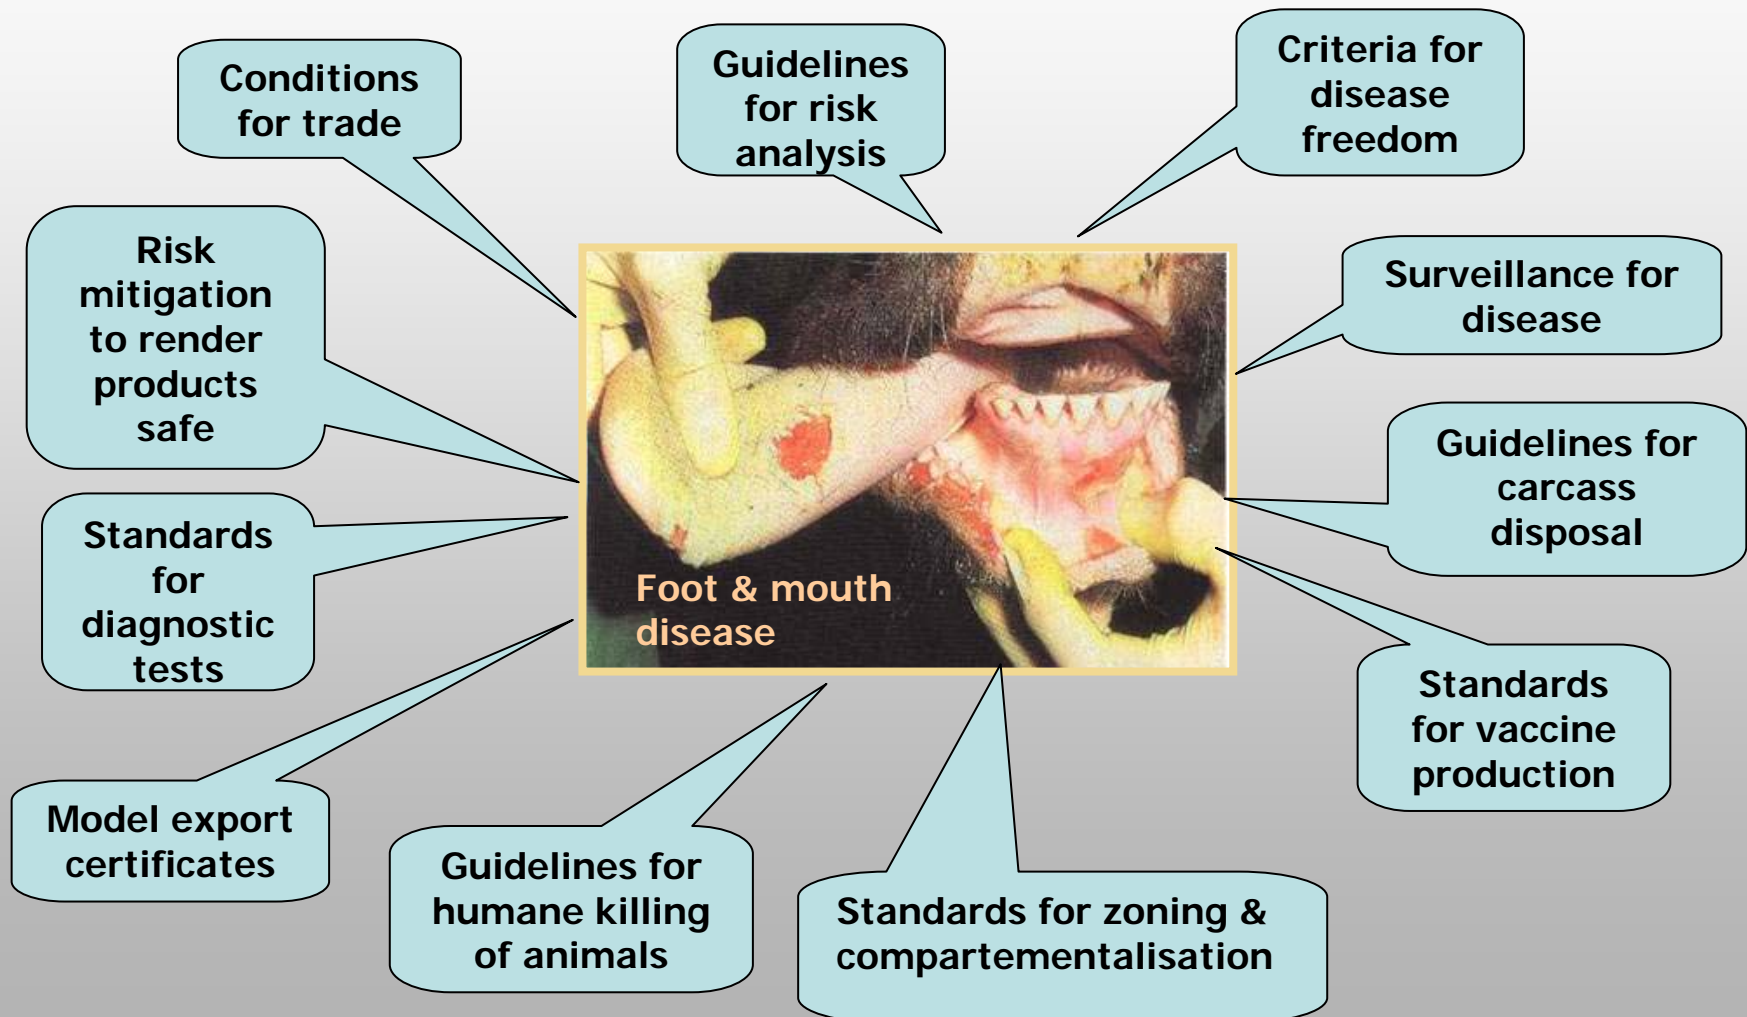 Conditions
for trade
Guidelines
for risk
analysis
Criteria for
disease
freedom
Risk
mitigation
to render
products
safe
Surveillance for
disease
Guidelines for
carcass
disposal
Standards
for
diagnostic
tests
Foot & mouth
disease
Standards
for vaccine
production
Model export
certificates
Guidelines for
humane killing
of animals
Standards for zoning &
compartementalisation